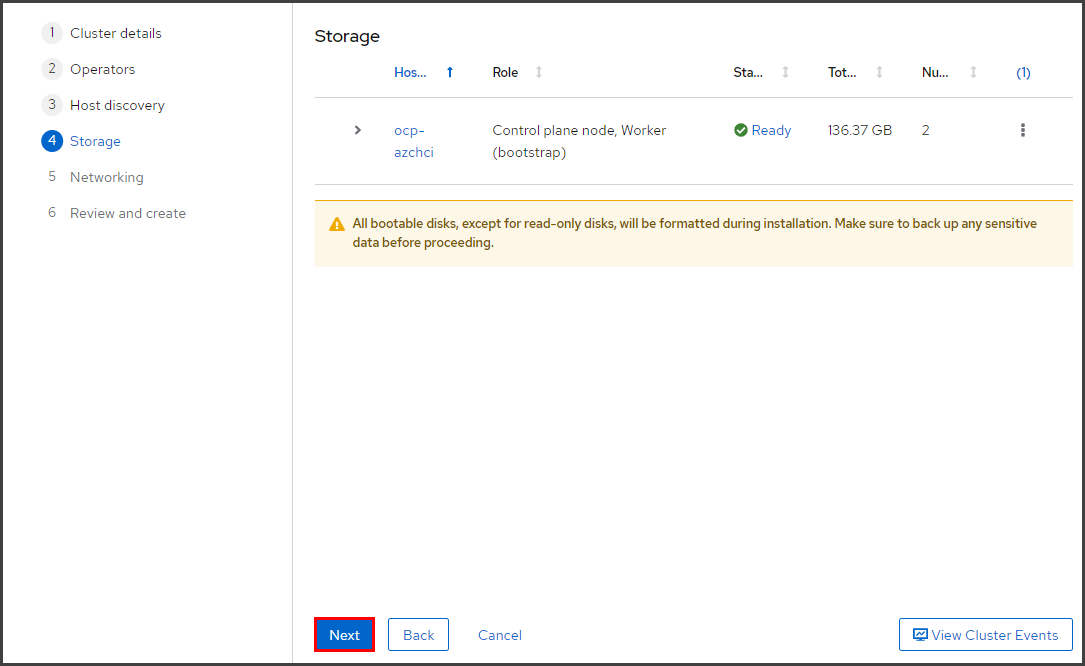 1 Cluster details
2 Operators
3 Host discovery
4 Storage
5 Networking
6 Review and create
Storage
Hos... Role Sta... Tot... Nu... (1)
ocp-
azchci
Control plane node, Worker
(bootstrap)
Ready
136.37 GB
2
All bootable disks, except for read-only disks, will be formatted during installation. Make sure to back up any sensitive
data before proceeding.
Next Back Cancel View Cluster Events